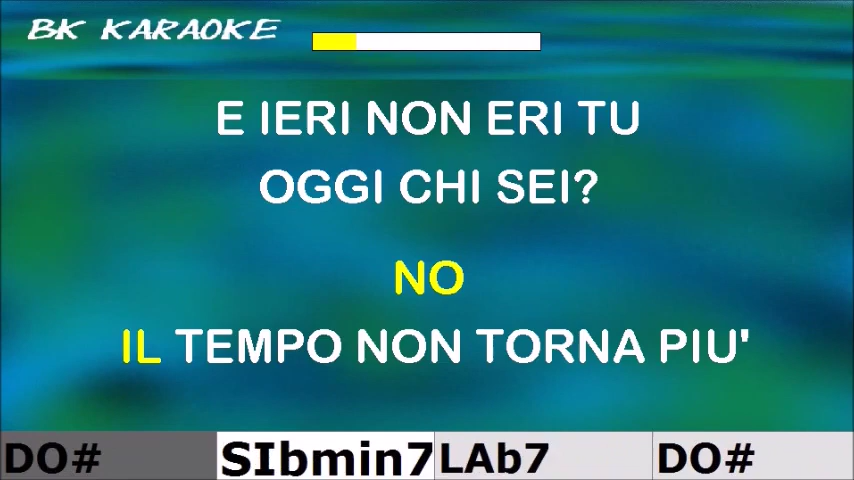 BK KARAOKE
E IERI NON ERI TU
OGGI CHI SEI?
NO
IL TEMPO NON TORNA PIU'
DO# SIbmin7 LAb7 DO#